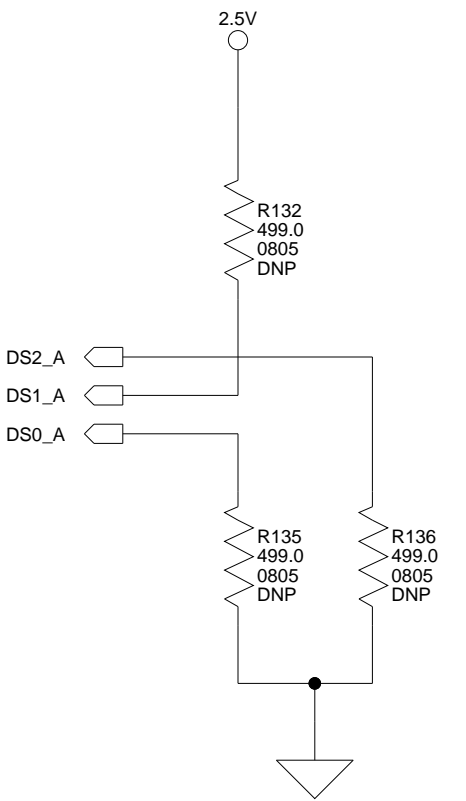 2.5V
R132
499.0
0805
DNP
DS2_A
DS1_A
DS0_A
R135
499.0
0805
DNP
R136
499.0
0805
DNP